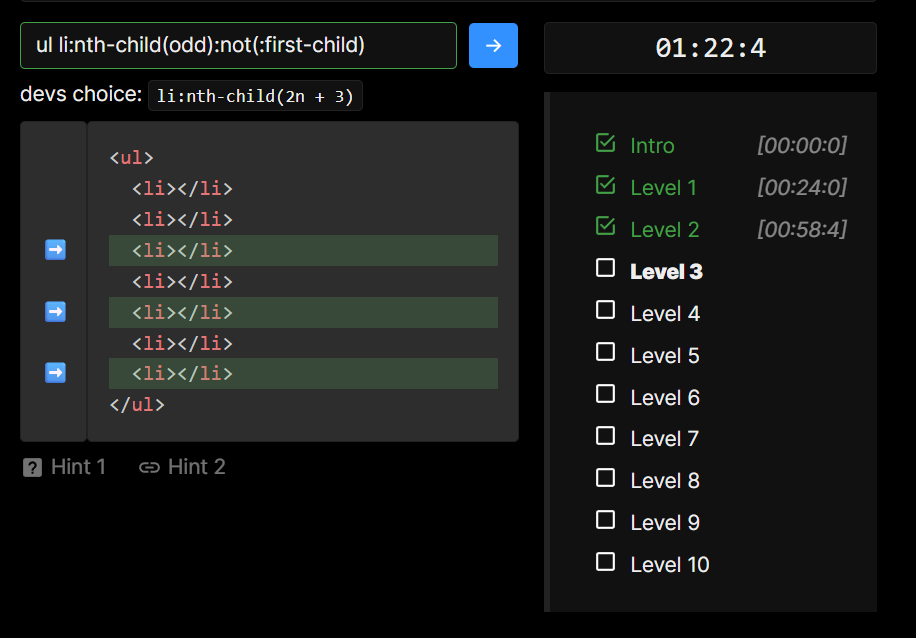 ul li:nth-child(odd):not(:first-child)
devs choice: li:nth-child(2n + 3)
<ul>
<li></li>
<li></li>
<li></li>
<li></li>
<li></li>
<li></li>
<li></li>
</ul>
Hint 1 Hint 2
01:22:4
Intro [00:00:0]
Level 1 [00:24:0]
Level 2 [00:58:4]
Level 3
Level 4
Level 5
Level 6
Level 7
Level 8
Level 9
Level 10